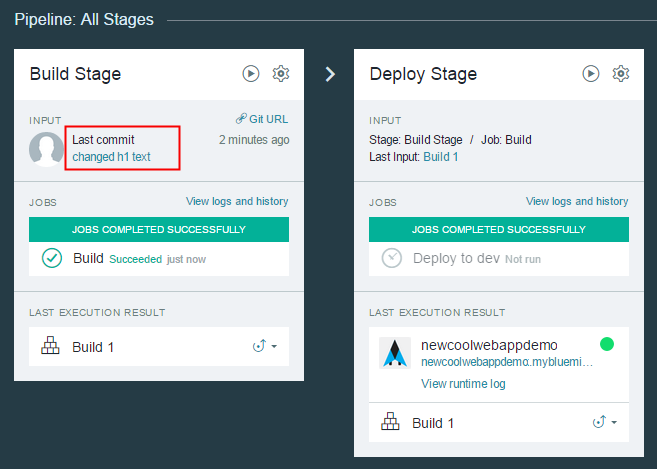 Pipeline: All Stages
Build Stage
INPUT
Git URL
Last commit
2 minutes ago
changed h1 text
JOBS
View logs and history
JOBS COMPLETED SUCCESSFULLY
Build Succeeded just now
LAST EXECUTION RESULT
Build 1
Deploy Stage
INPUT
Stage: Build Stage / Job: Build
Last Input: Build 1
JOBS
View logs and history
JOBS COMPLETED SUCCESSFULLY
Deploy to dev Not run
LAST EXECUTION RESULT
newcoolwebappdemo
newcoolwebappdemo.mybluemi...
View runtime log
Build 1